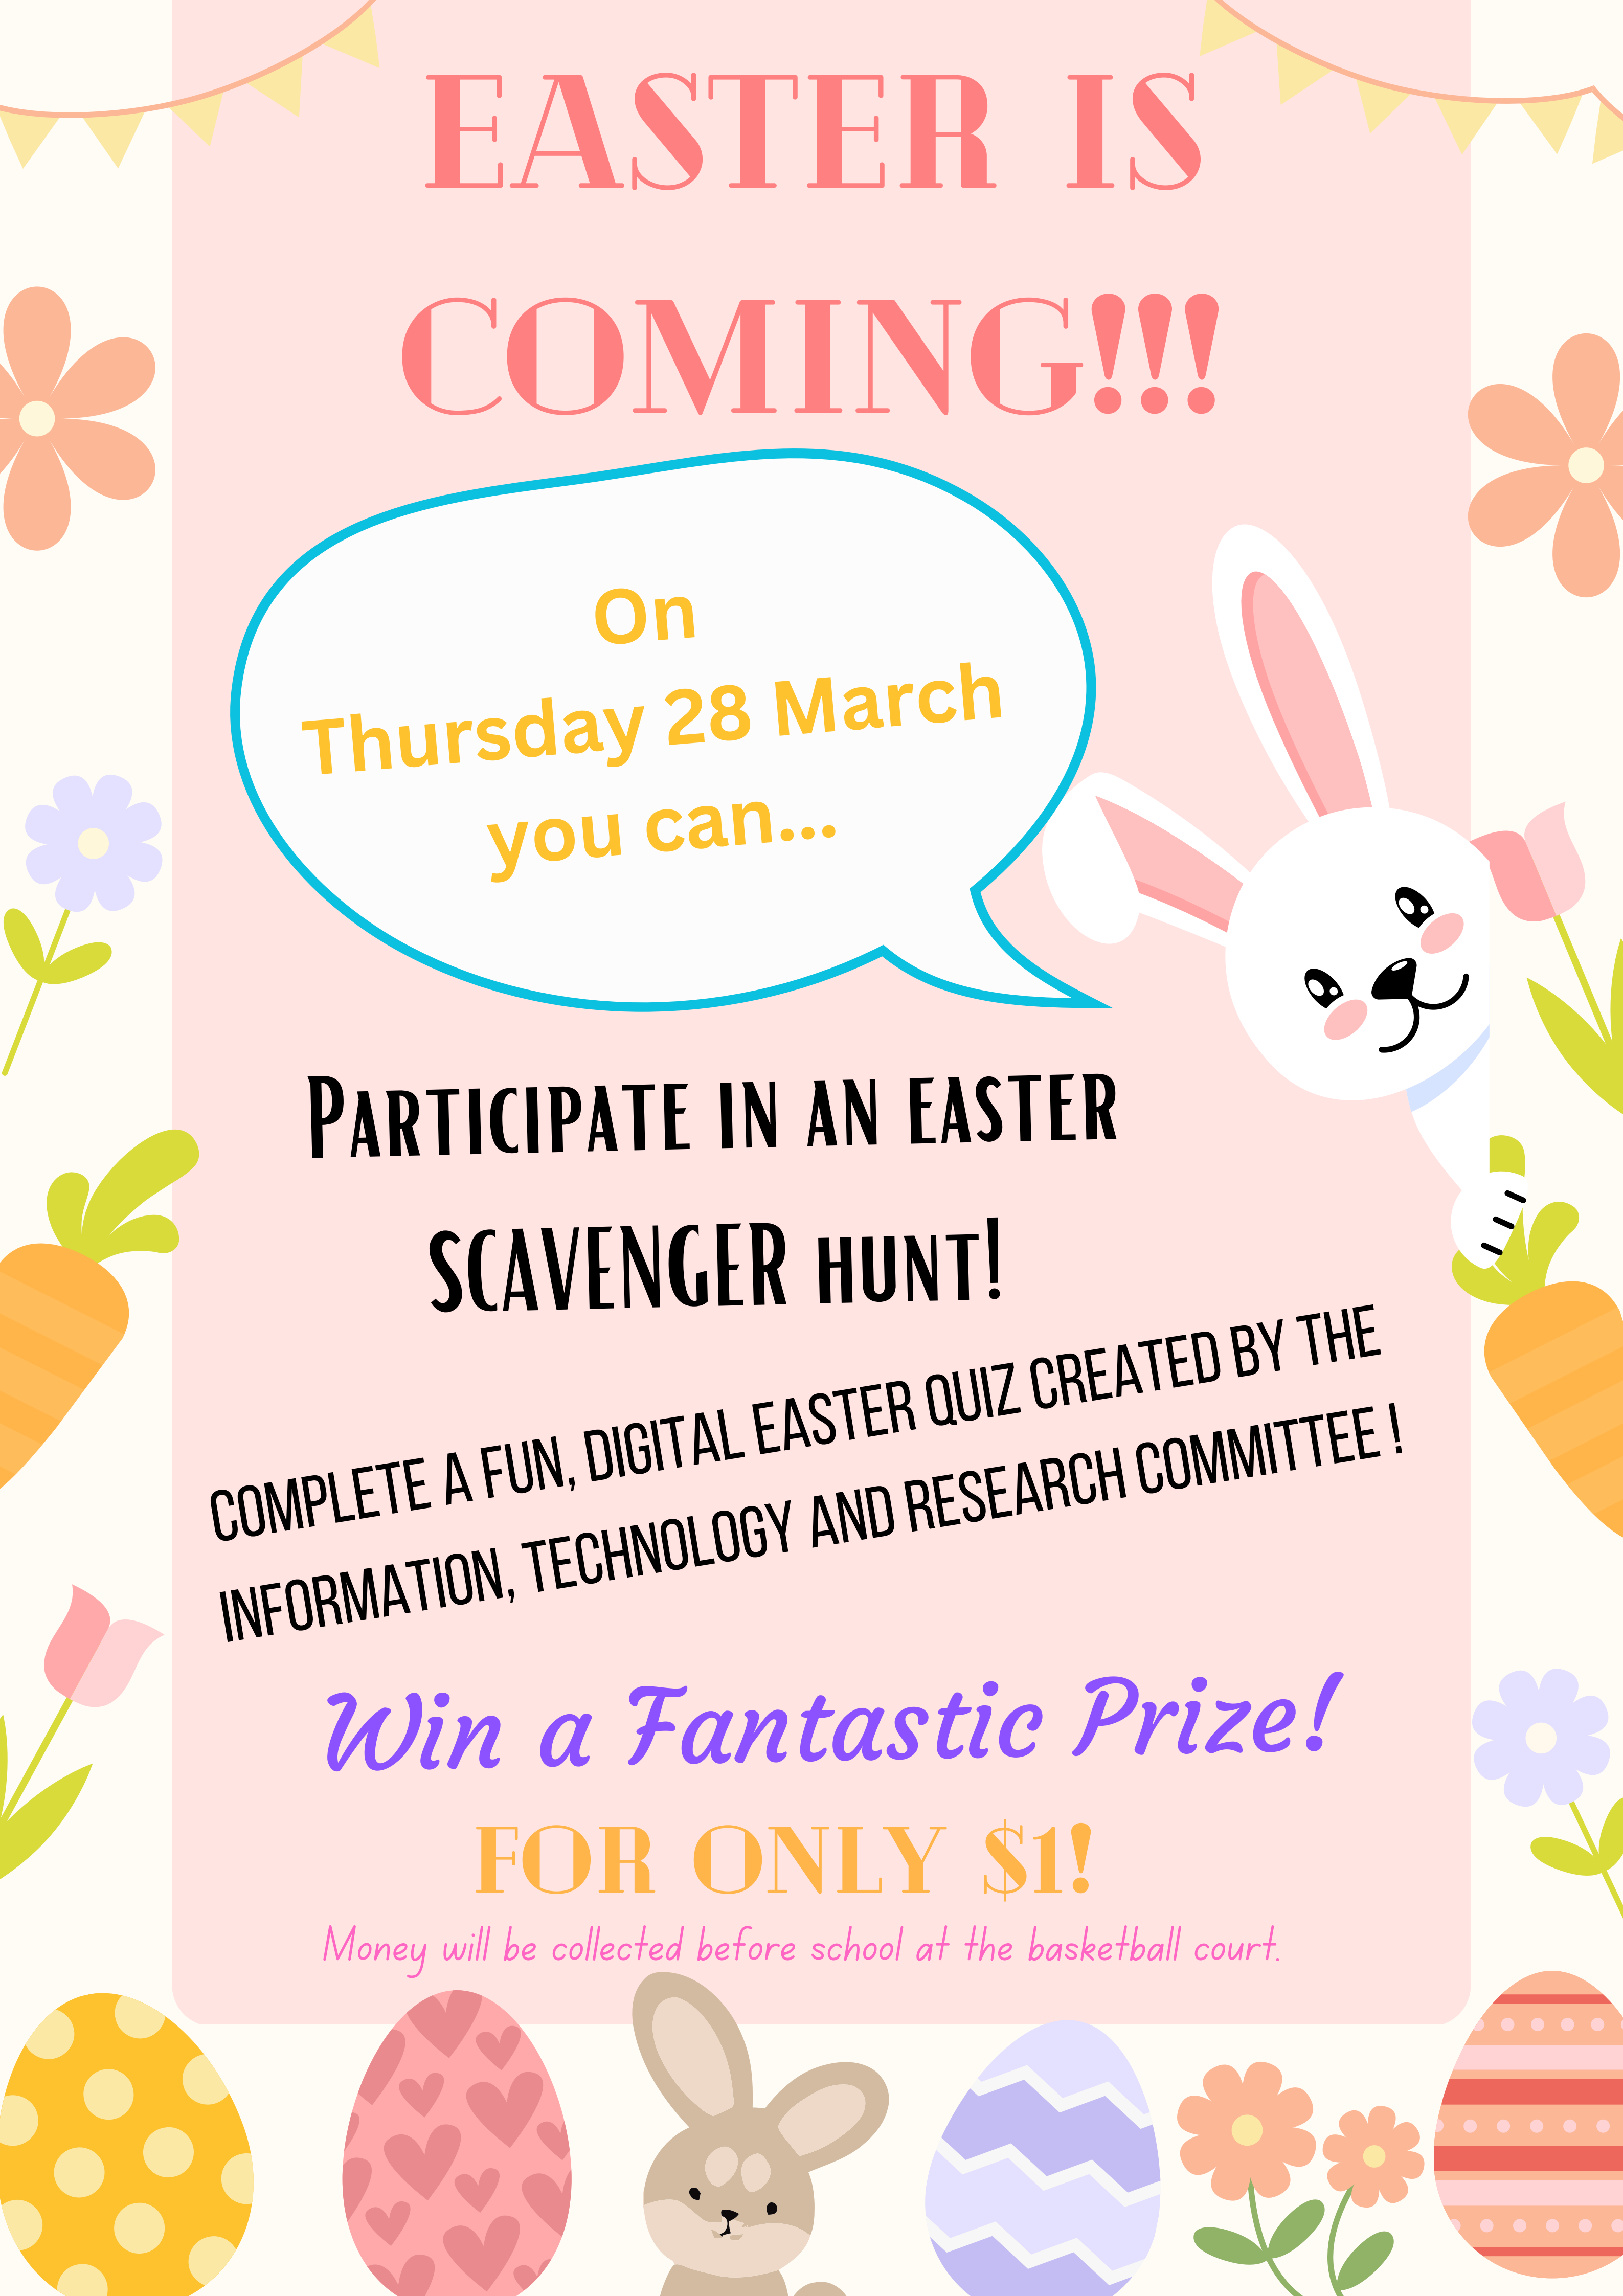 EASTER IS
COMING!!!
On
Thursday 28 March
you can...
PARTICIPATE IN AN EASTER
SCAVENGER HUNT!
COMPLETE A FUN, DIGITAL EASTER QUIZ CREATED BY THE
INFORMATION, TECHNOLOGY AND RESEARCH COMMITTEE !
Win a Fantastic Prize!
FOR ONLY $1!
Money will be collected before school at the basketball court.